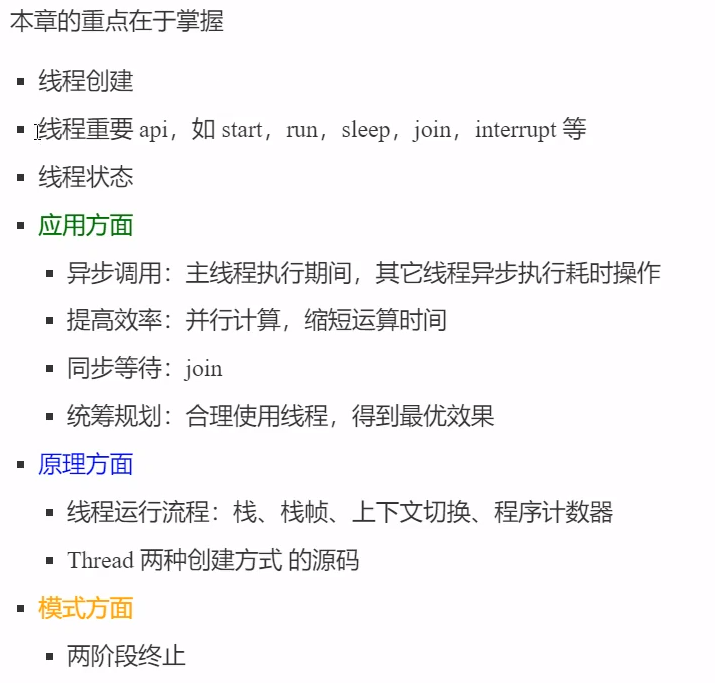 本章的重点在于掌握
线程创建
线程重要 api，如 start，run，sleep，join，interrupt 等
线程状态
应用方面
异步调用：主线程执行期间，其它线程异步执行耗时操作
提高效率：并行计算，缩短运算时间
同步等待：join
统筹规划：合理使用线程，得到最优效果
原理方面
线程运行流程：栈、栈帧、上下文切换、程序计数器
Thread 两种创建方式 的源码
模式方面
两阶段终止